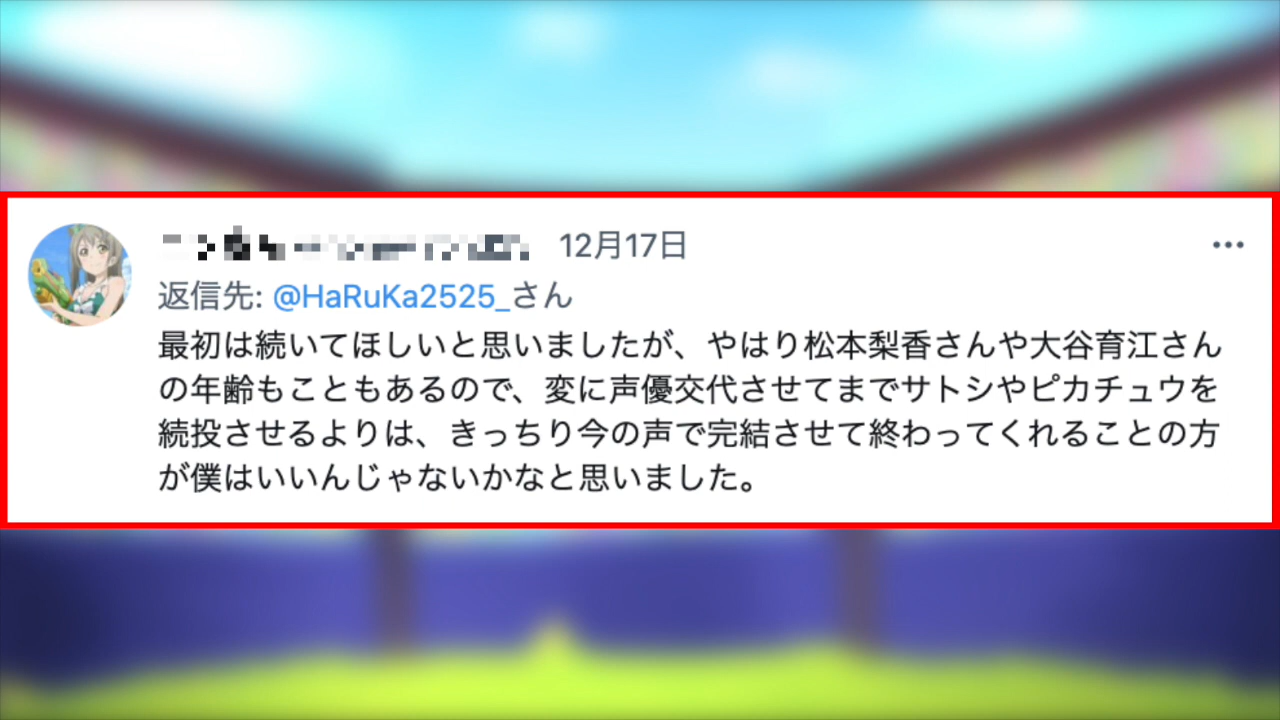 12月17日
返信先: @HaRuKa2525_さん
最初は続いてほしいと思いましたが、やはり松本梨香さんや大谷育江さん
の年齢もこともあるので、変に声優交代させてまでサトシやピカチュウを
続投させるよりは、きっちり今の声で完結させて終わってくれることの方
が僕はいいんじゃないかなと思いました。